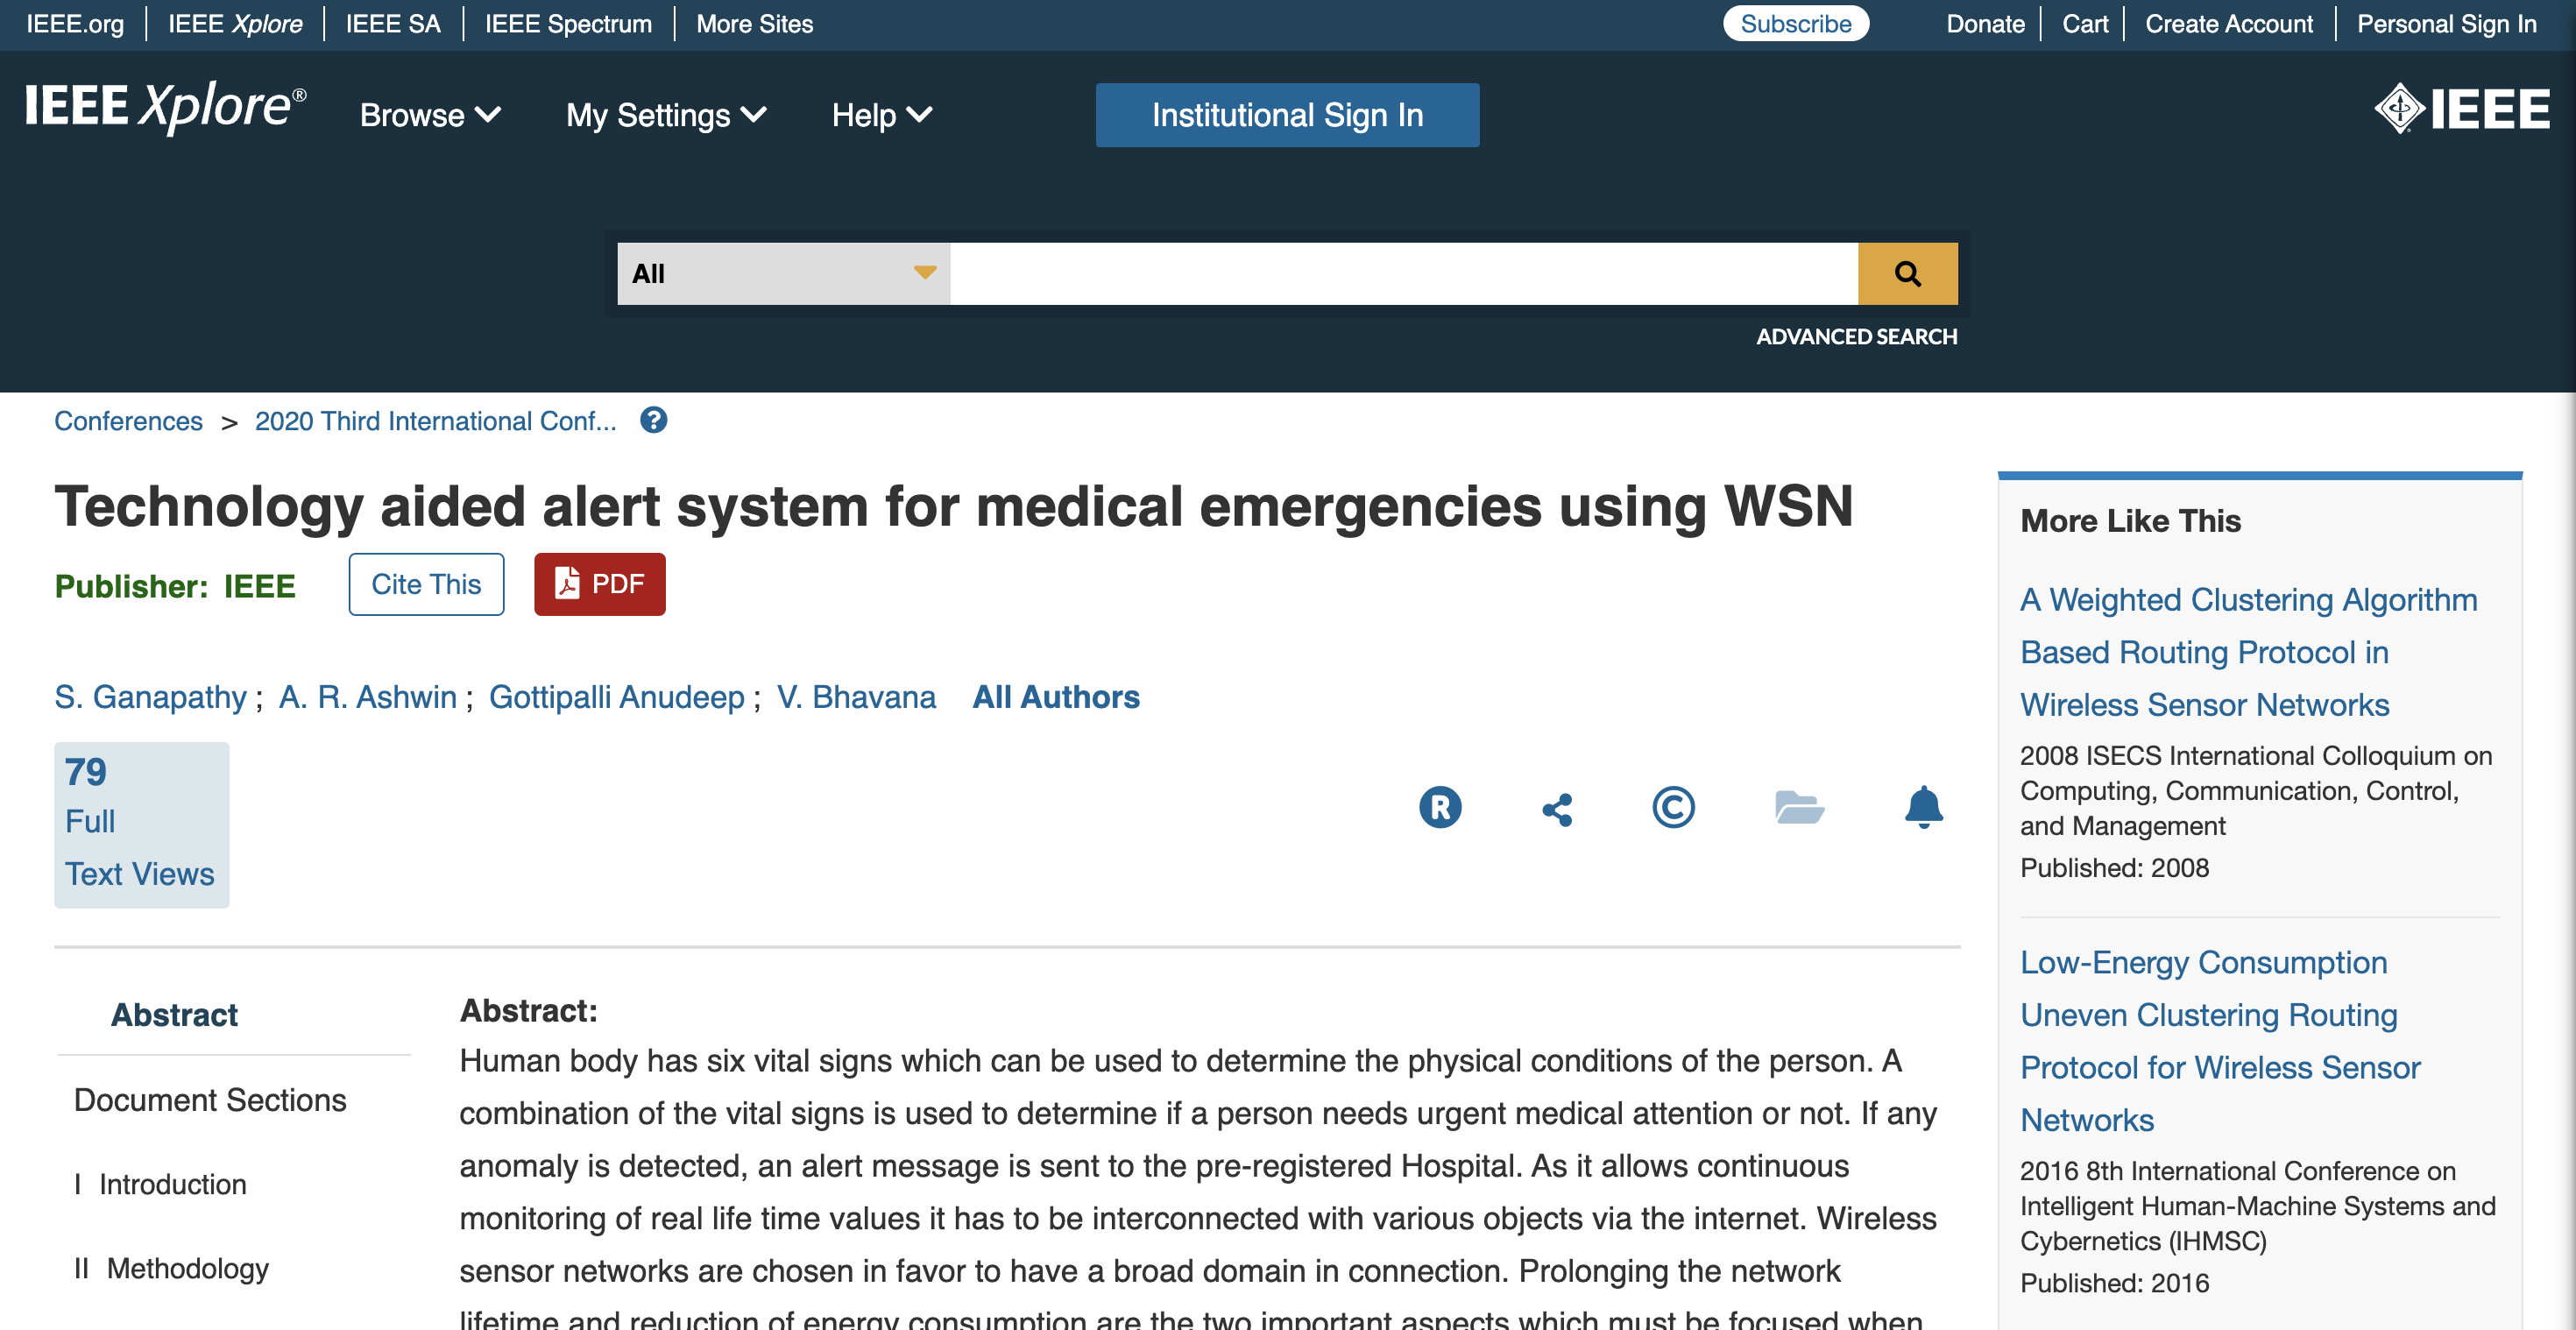 IEEE.org
IEEE Xplore
IEEE SA
IEEE Spectrum
More Sites
Subscribe
Donate
Cart
Create Account
Personal Sign In
IEEE Xplore®
Browse
My Settings
Help
Institutional Sign In
IEEE
All
ADVANCED SEARCH
Conferences > 2020 Third International Conf...
Technology aided alert system for medical emergencies using WSN
Publisher: IEEE
Cite This
PDF
S. Ganapathy ; A. R. Ashwin ; Gottipalli Anudeep ; V. Bhavana All Authors
79
Full
Text Views
Abstract
Document Sections
I Introduction
II Methodology
Abstract:
Human body has six vital signs which can be used to determine the physical conditions of the person. A
combination of the vital signs is used to determine if a person needs urgent medical attention or not. If any
anomaly is detected, an alert message is sent to the pre-registered Hospital. As it allows continuous
monitoring of real life time values it has to be interconnected with various objects via the internet. Wireless
sensor networks are chosen in favor to have a broad domain in connection. Prolonging the network
lifetime and reduction of energy consumption are the two important aspects which must be focused when
More Like This
A Weighted Clustering Algorithm
Based Routing Protocol in
Wireless Sensor Networks
2008 ISECS International Colloquium on
Computing, Communication, Control,
and Management
Published: 2008
Low-Energy Consumption
Uneven Clustering Routing
Protocol for Wireless Sensor
Networks
2016 8th International Conference on
Intelligent Human-Machine Systems and
Cybernetics (IHMSC)
Published: 2016